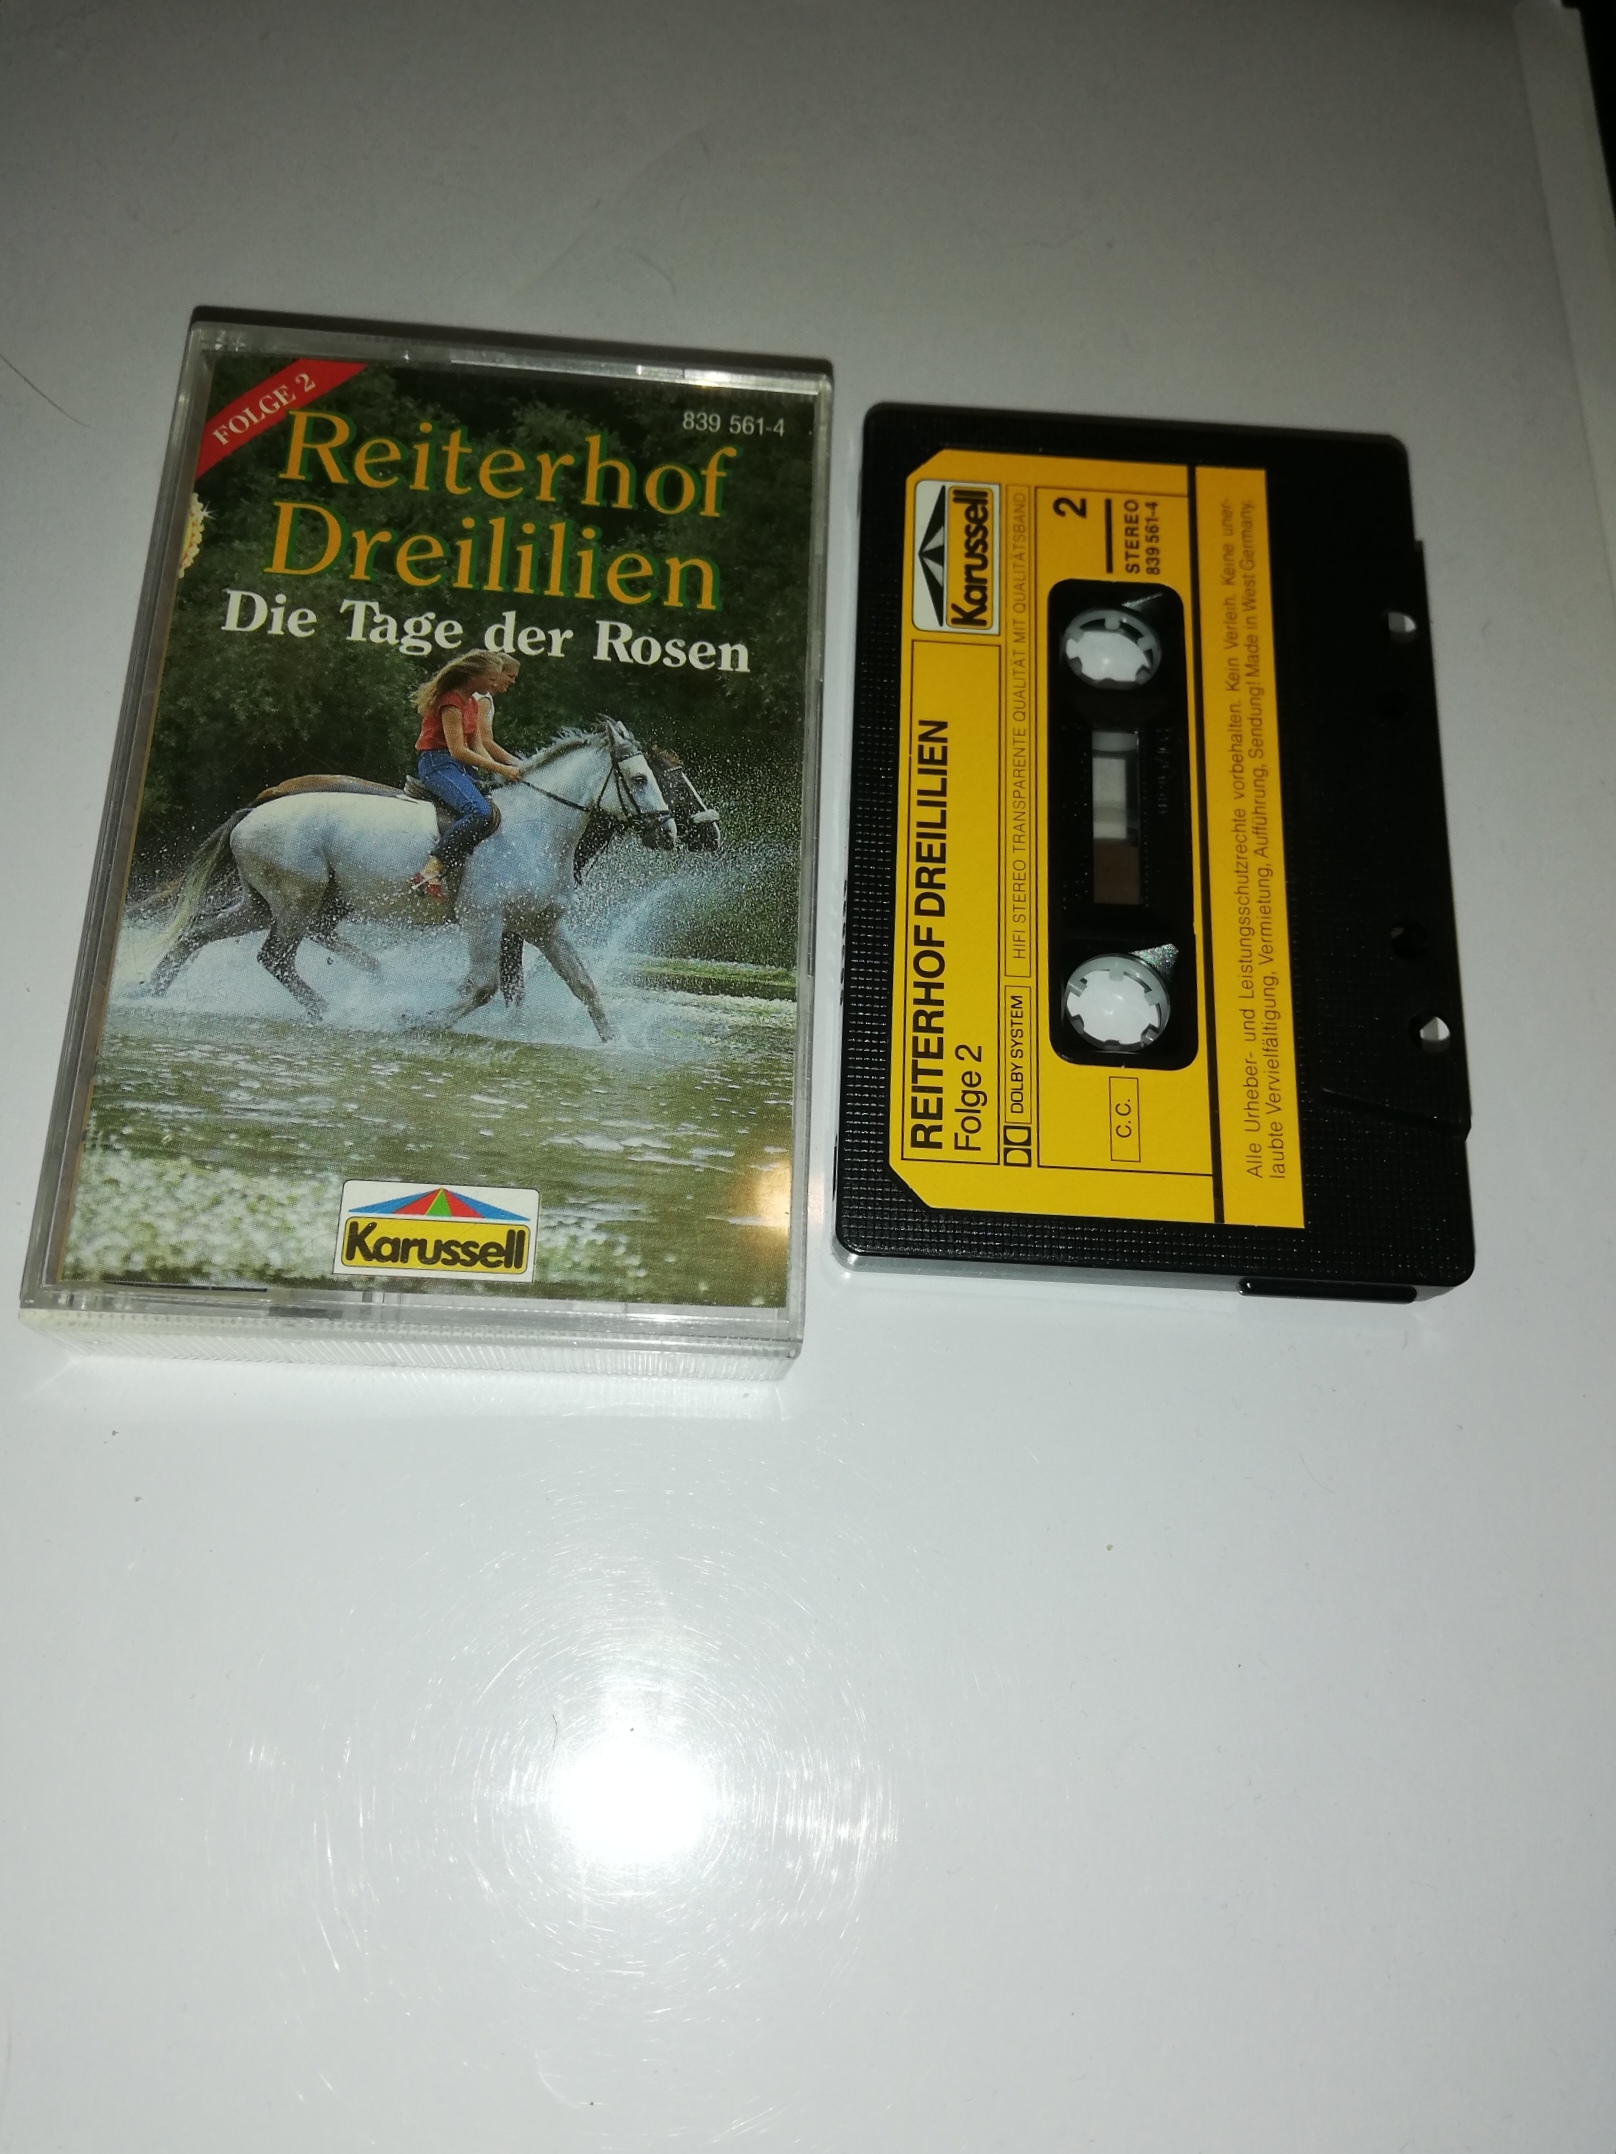 FOLGE 2
839 561-4
Reiterhof
Dreililien
Die Tage der Rosen
Karussell
Karussell
REITERHOF DREILILIEN
Folge 2
DOLBY SYSTEM
HIFI STEREO TRANSPARENTE QUALITÄT MIT QUALITÄTSBAND
2
STEREO
839 561-4
C.C.
Alle Urheber- und Leistungsschutzrechte vorbehalten. Kein Verleih. Keine uner-
laubte Vervielfältigung, Vermietung, Aufführung, Sendung! Made in West Germany.